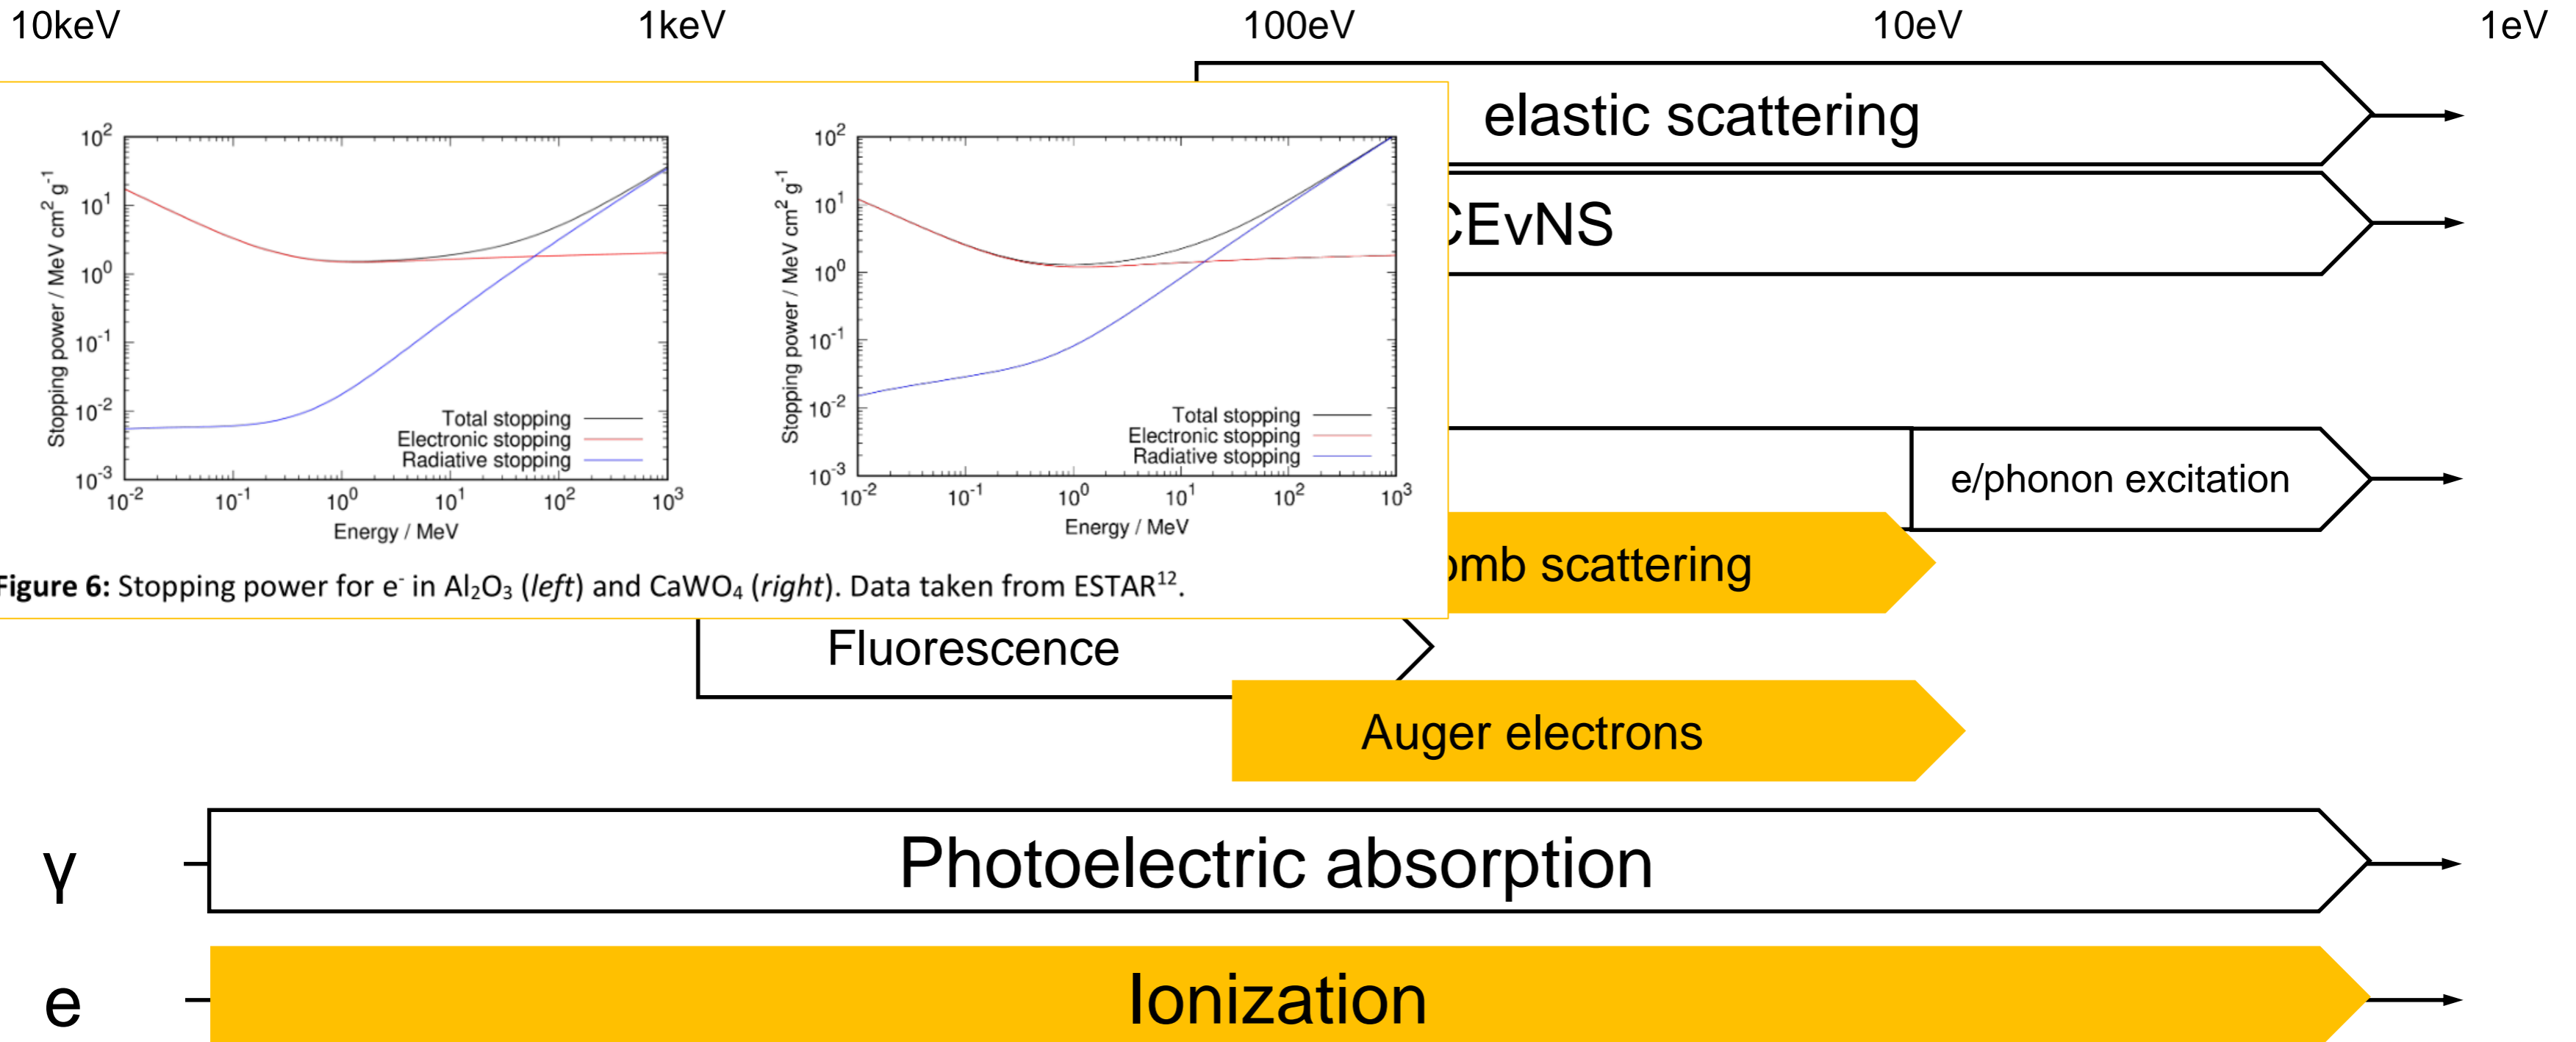 10keV 1keV 100eV 10eV 1eV
elastic scattering
CEvNS
10² 10¹ 10⁰ 10⁻¹ 10⁻² 10⁻³
Stopping power / MeV cm² g⁻¹
Total stopping
Electronic stopping
Radiative stopping
10⁻² 10⁻¹ 10⁰ 10¹ 10² 10³
Energy / MeV
10² 10¹ 10⁰ 10⁻¹ 10⁻² 10⁻³
Stopping power / MeV cm² g⁻¹
Total stopping
Electronic stopping
Radiative stopping
10⁻² 10⁻¹ 10⁰ 10¹ 10² 10³
Energy / MeV
e/phonon excitation
omb scattering
Figure 6: Stopping power for e⁻ in Al₂O₃ (left) and CaWO₄ (right). Data taken from ESTAR¹².
Fluorescence
Auger electrons
γ Photoelectric absorption
e Ionization